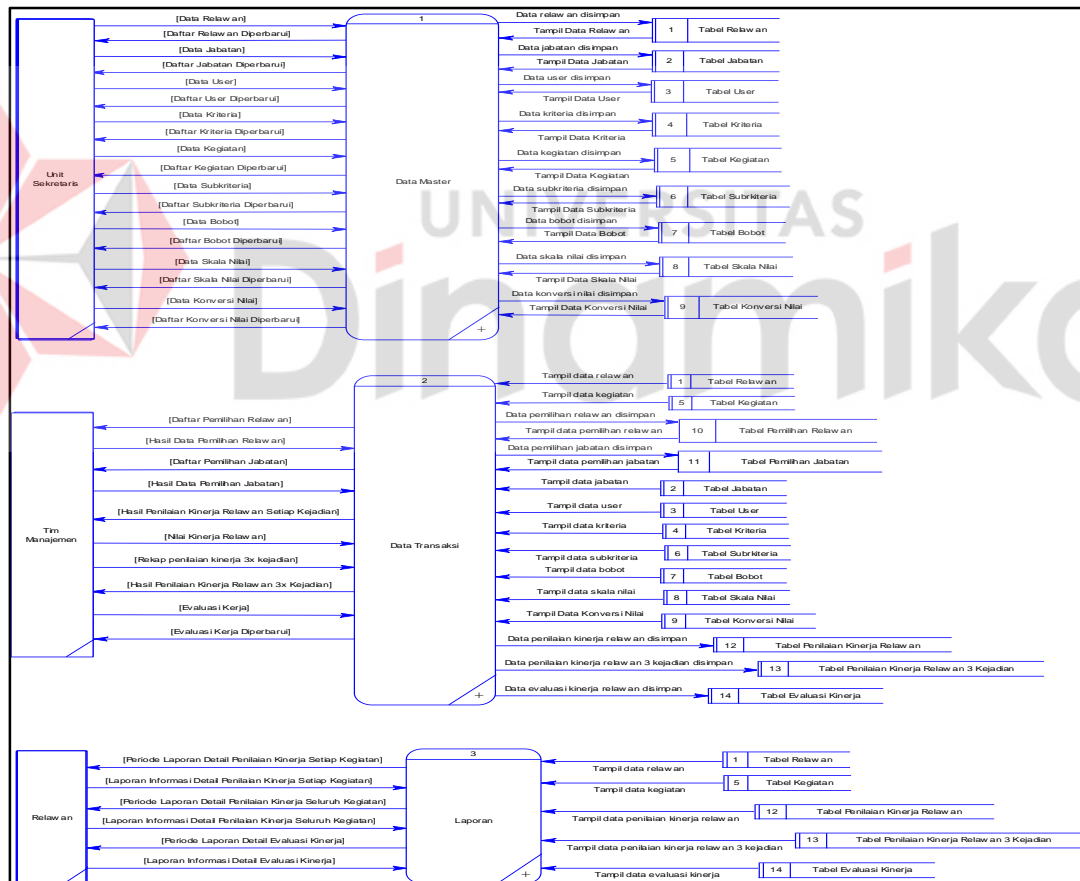 1
Data Master
Unit
Sekretaris
[Data Relawan]
[Daftar Relawan Diperbarui]
[Data Jabatan]
[Daftar Jabatan Diperbarui]
[Data User]
[Daftar User Diperbarui]
[Data Kriteria]
[Daftar Kriteria Diperbarui]
[Data Kegiatan]
[Daftar Kegiatan Diperbarui]
[Data Subkriteria]
[Daftar Subkriteria Diperbarui]
[Data Bobot]
[Daftar Bobot Diperbarui]
[Data Skala Nilai]
[Daftar Skala Nilai Diperbarui]
[Data Konversi Nilai]
[Daftar Konversi Nilai Diperbarui]
+
Data relawan disimpan
Tampil Data Relawan
1 Tabel Relawan
Data jabatan disimpan
Tampil Data Jabatan
2 Tabel Jabatan
Data user disimpan
Tampil Data User
3 Tabel User
Data kriteria disimpan
Tampil Data Kriteria
4 Tabel Kriteria
Data kegiatan disimpan
Tampil Data Kegiatan
5 Tabel Kegiatan
Data subkriteria disimpan
Tampil Data Subkriteria
6 Tabel Subrkiteria
Data bobot disimpan
Tampil Data Bobot
7 Tabel Bobot
Data skala nilai disimpan
Tampil Data Skala Nilai
8 Tabel Skala Nilai
Data konversi nilai disimpan
Tampil Data Konversi Nilai
9 Tabel Konversi Nilai
UNIVERSITAS
Dinamika
2
Data Transaksi
Tim
Manajemen
[Daftar Pemilihan Relawan]
[Hasil Data Pemilihan Relawan]
[Daftar Pemilihan Jabatan]
[Hasil Data Pemilihan Jabatan]
[Hasil Penilaian Kinerja Relawan Setiap Kejadian]
[Nilai Kinerja Relawan]
[Rekap penilaian kinerja 3x kejadian]
[Hasil Penilaian Kinerja Relawan 3x Kejadian]
[Evaluasi Kerja]
[Evaluasi Kerja Diperbarui]
+
Tampil data relawan
1 Tabel Relawan
Tampil data kegiatan
5 Tabel Kegiatan
Data pemilihan relawan disimpan
Tampil data pemilihan relawan
10 Tabel Pemilihan Relawan
Data pemilihan jabatan disimpan
Tampil data pemilihan jabatan
11 Tabel Pemilihan Jabatan
Tampil data jabatan
2 Tabel Jabatan
Tampil data user
3 Tabel User
Tampil data kriteria
4 Tabel Kriteria
Tampil data subkriteria
6 Tabel Subrkiteria
Tampil data bobot
7 Tabel Bobot
Tampil data skala nilai
8 Tabel Skala Nilai
Tampil Data Konversi Nilai
9 Tabel Konversi Nilai
Data penilaian kinerja relawan disimpan
12 Tabel Penilaian Kinerja Relawan
Data penilaian kinerja relawan 3 kejadian disimpan
13 Tabel Penilaian Kinerja Relawan 3 Kejadian
Data evaluasi kinerja relawan disimpan
14 Tabel Evaluasi Kinerja
3
Laporan
Relawan
[Periode Laporan Detail Penilaian Kinerja Setiap Kegiatan]
[Laporan Informasi Detail Penilaian Kinerja Setiap Kegiatan]
[Periode Laporan Detail Penilaian Kinerja Seluruh Kegiatan]
[Laporan Informasi Detail Penilaian Kinerja Seluruh Kegiatan]
[Periode Laporan Detail Evaluasi Kinerja]
[Laporan Informasi Detail Evaluasi Kinerja]
+
Tampil data relawan
1 Tabel Relawan
Tampil data kegiatan
5 Tabel Kegiatan
Tampil data penilaian kinerja relawan
12 Tabel Penilaian Kinerja Relawan
Tampil data penilaian kinerja relawan 3 kejadian
13 Tabel Penilaian Kinerja Relawan 3 Kejadian
Tampil data evaluasi kinerja
14 Tabel Evaluasi Kinerja